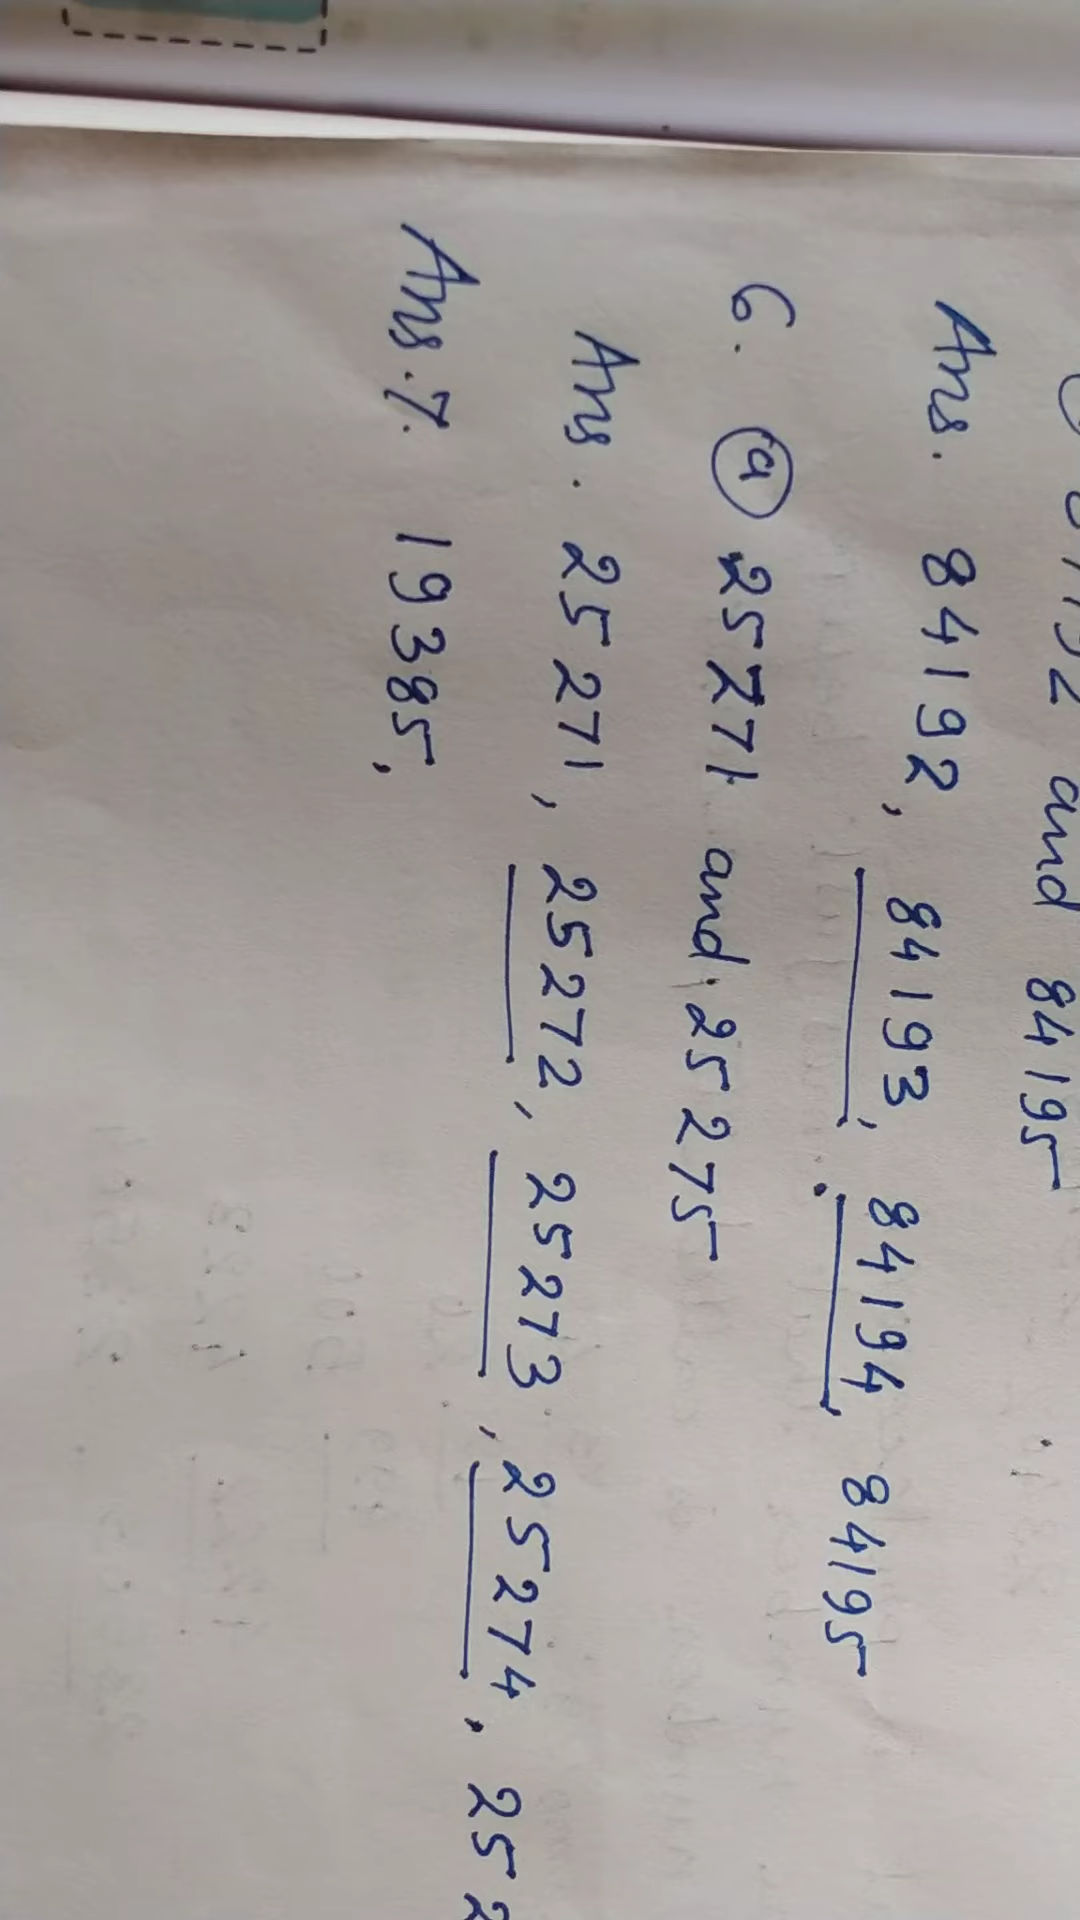 and 84195
Ans. 84192, 84193, 84194, 84195
6. (a) 25271 and 25275
Ans. 25271, 25272, 25273, 25274, 252
Ans.7. 19385,